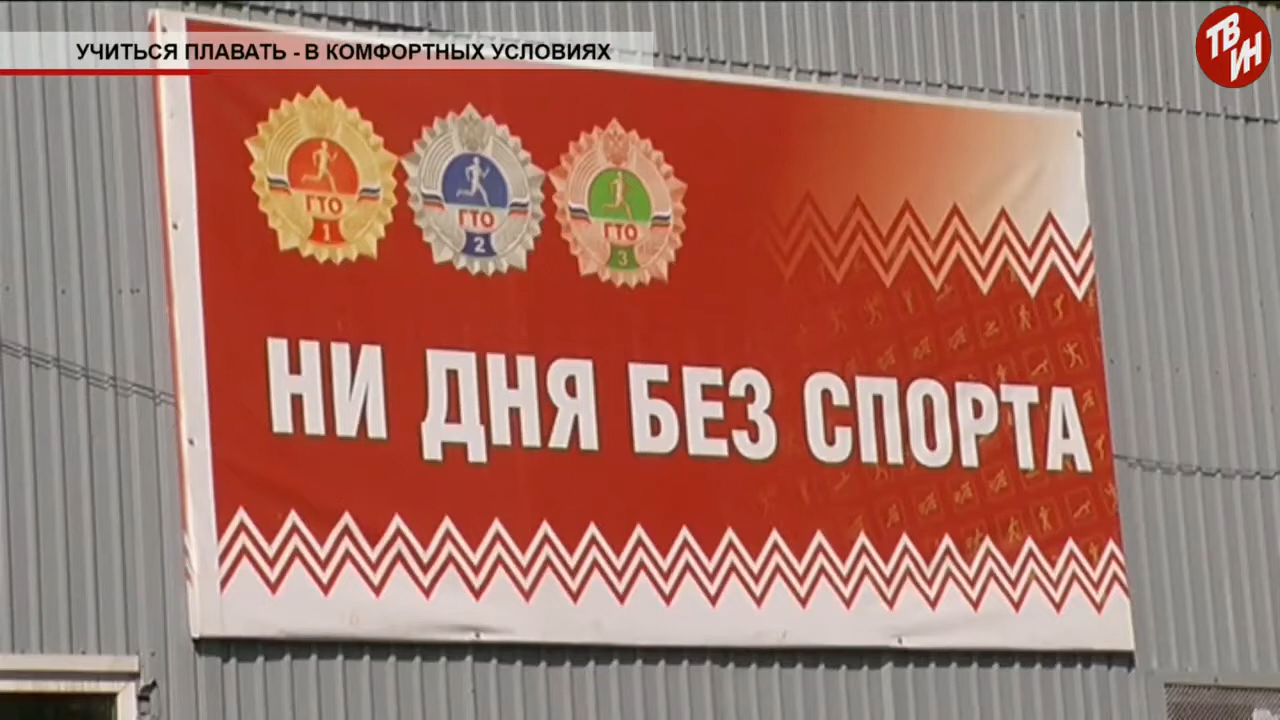 УЧИТЬСЯ ПЛАВАТЬ - В КОМФОРТНЫХ УСЛОВИЯХ
ТВ
ИН
ГТО
1
ГТО
2
ГТО
3
НИ ДНЯ БЕЗ СПОРТА